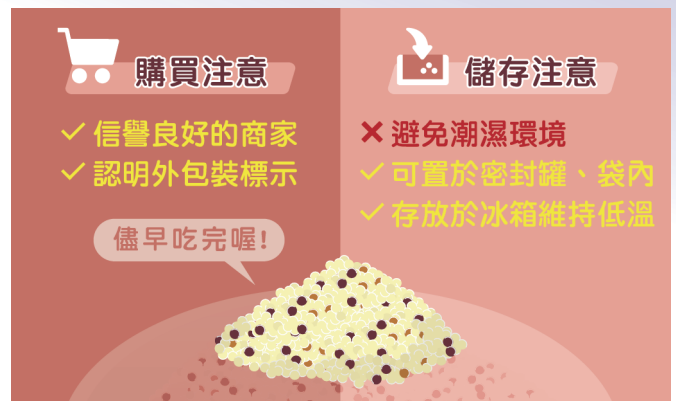 購買注意
信譽良好的商家
認明外包裝標示
儘早吃完喔!
儲存注意
避免潮濕環境
可置於密封罐、袋內
存放於冰箱維持低溫